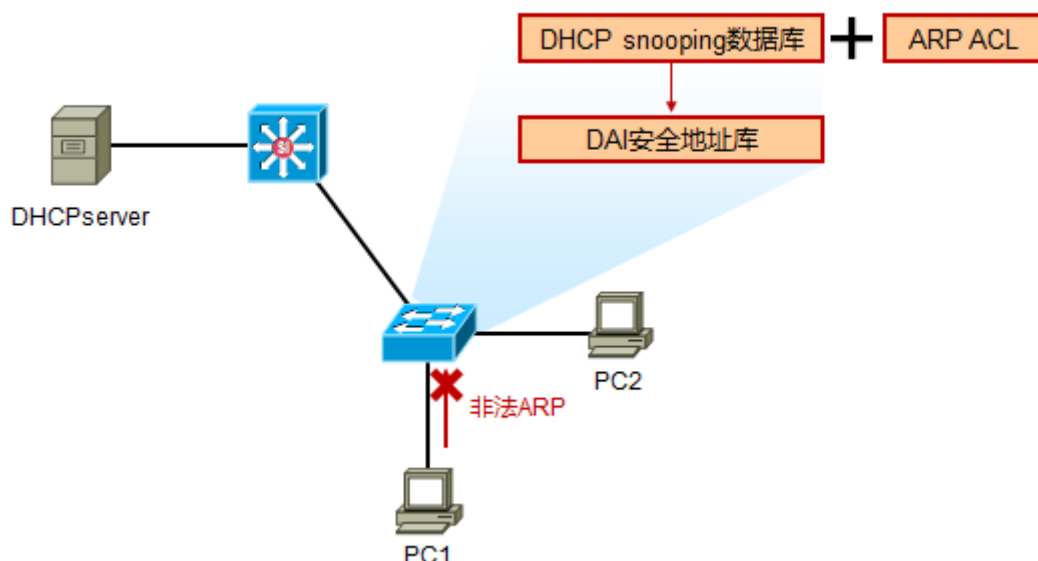 DHCP snooping数据库
ARP ACL
DAI安全地址库
SI
DHCPserver
PC2
非法ARP
PC1